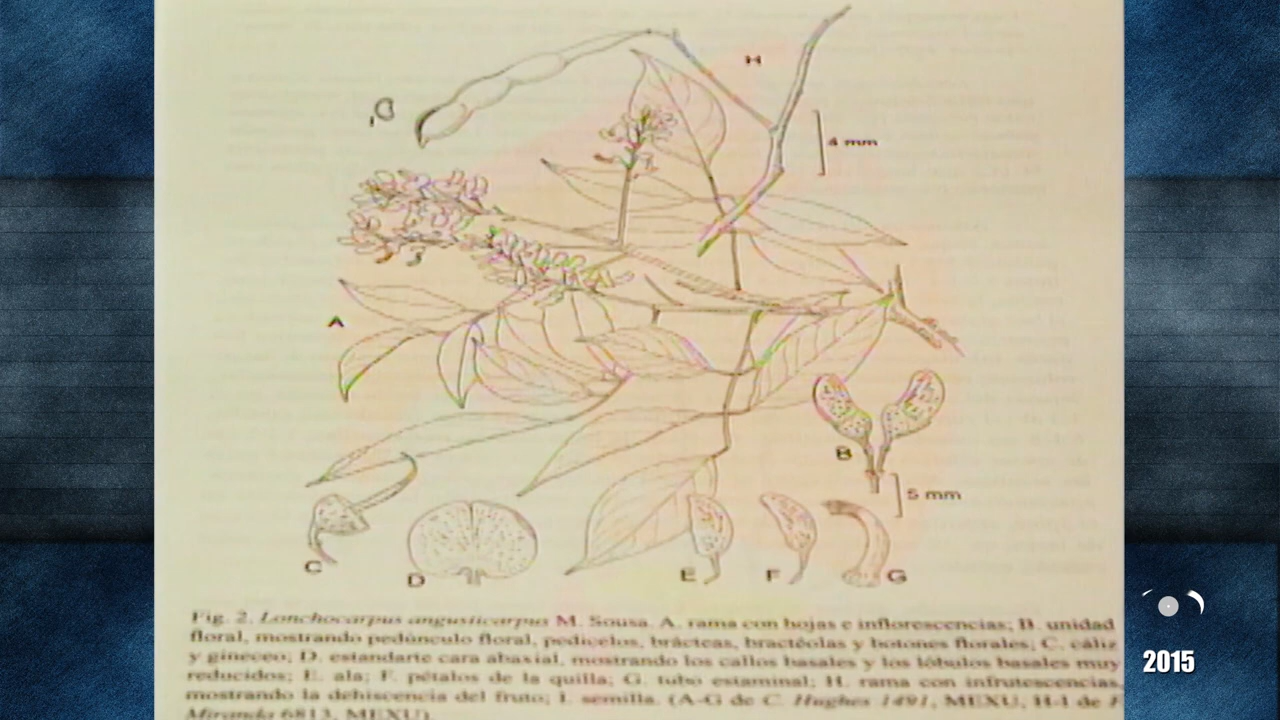 H
I
4 mm
A
B
5 mm
C
D
E
F
G
Fig. 2. Lonchocarpus angusticarpus M. Sousa. A. rama con hojas e inflorescencias; B. unidad
floral, mostrando pedúnculo floral, pedicelos, brácteas, bractéolas y botones florales; C. cáliz
y gineceo; D. estandarte cara abaxial, mostrando los callos basales y los lóbulos basales muy
reducidos; E. ala; F. pétalos de la quilla; G. tubo estaminal; H. rama con infrutescencias,
mostrando la dehiscencia del fruto; I. semilla. (A-G de C. Hughes 1491, MEXU, H-I de F.
Miranda 6813, MEXU).
2015